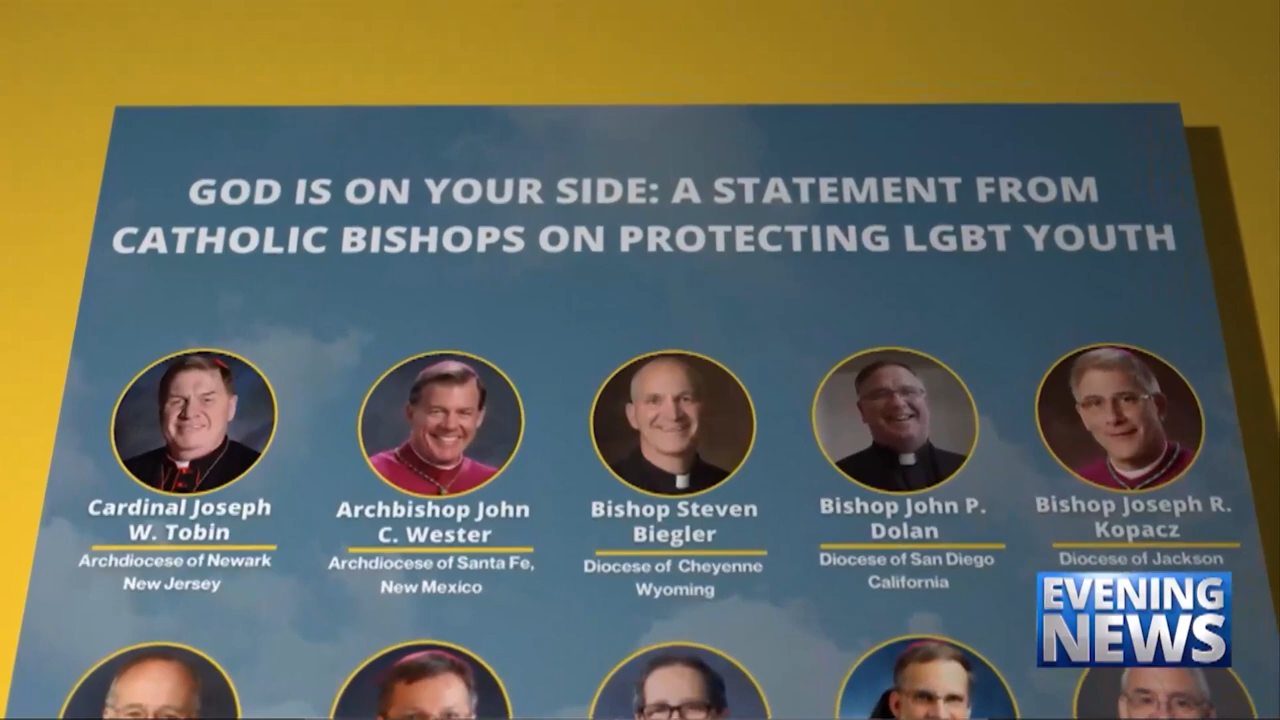 GOD IS ON YOUR SIDE: A STATEMENT FROM
CATHOLIC BISHOPS ON PROTECTING LGBT YOUTH
Cardinal Joseph
W. Tobin
Archdiocese of Newark
New Jersey
Archbishop John
C. Wester
Archdiocese of Santa Fe,
New Mexico
Bishop Steven
Biegler
Diocese of Cheyenne
Wyoming
Bishop John P.
Dolan
Diocese of San Diego
California
Bishop Joseph R.
Kopacz
Diocese of Jackson
EVENING
NEWS